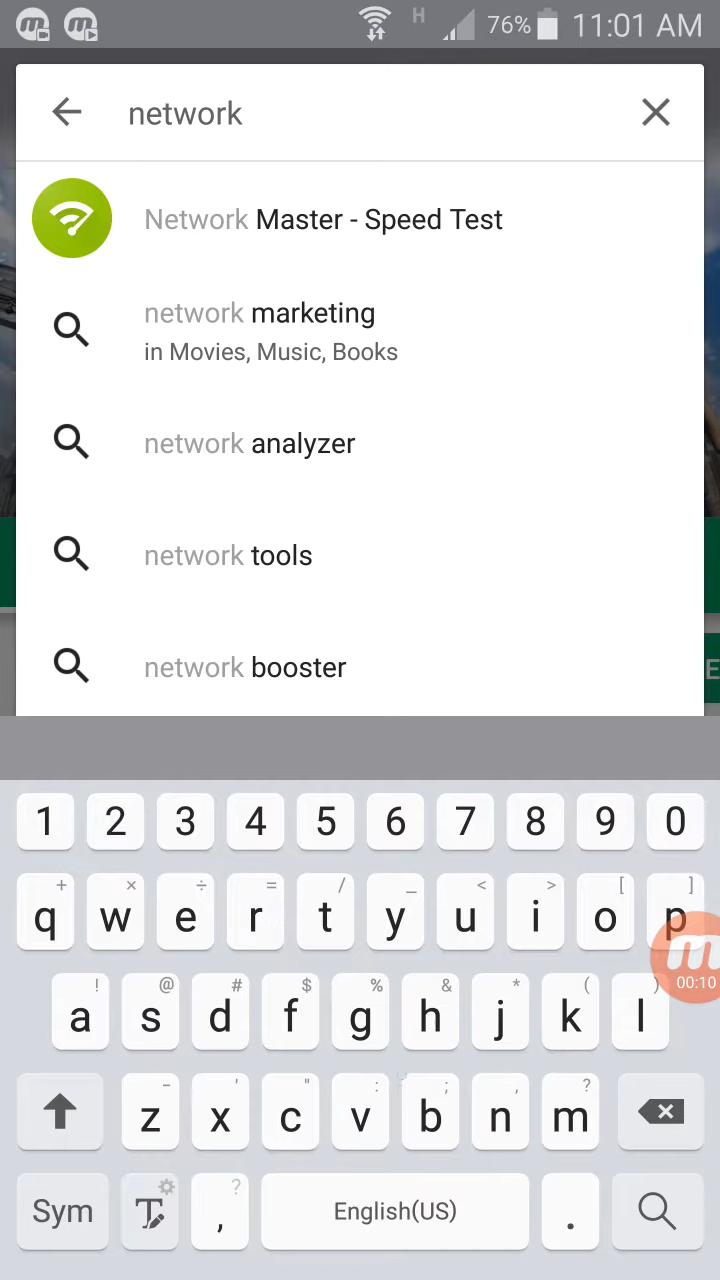 H 76% 11:01 AM
network
Network Master - Speed Test
network marketing
in Movies, Music, Books
network analyzer
network tools
network booster
E
1 2 3 4 5 6 7 8 9 0
+ × ÷ = / _ < > [ ]
q w e r t y u i o p
! @ # $ % & * ( )
a s d f g h j k l
00:10
- ' " : ; , ?
z x c v b n m
?
Sym , English(US) .